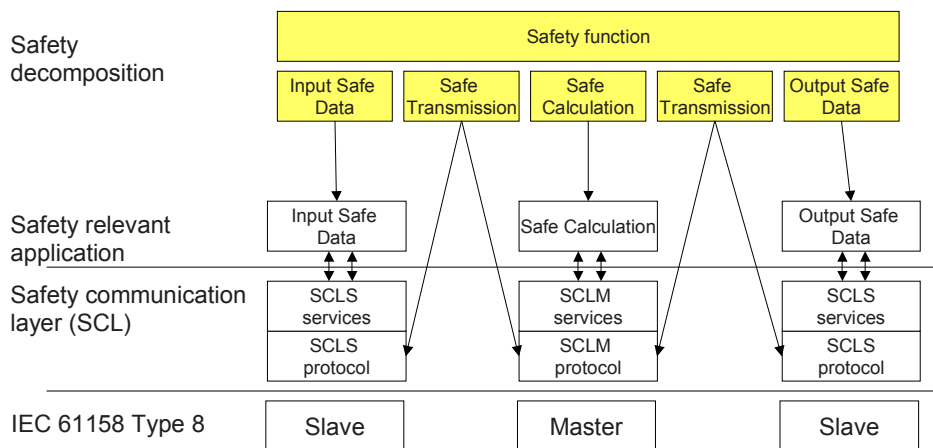 Safety
decomposition
Safety function
Input Safe
Data
Safe
Transmission
Safe
Calculation
Safe
Transmission
Output Safe
Data
Safety relevant
application
Input Safe
Data
Safe Calculation
Output Safe
Data
Safety communication
layer (SCL)
SCLS
services
SCLM
services
SCLS
services
SCLS
protocol
SCLM
protocol
SCLS
protocol
IEC 61158 Type 8
Slave
Master
Slave